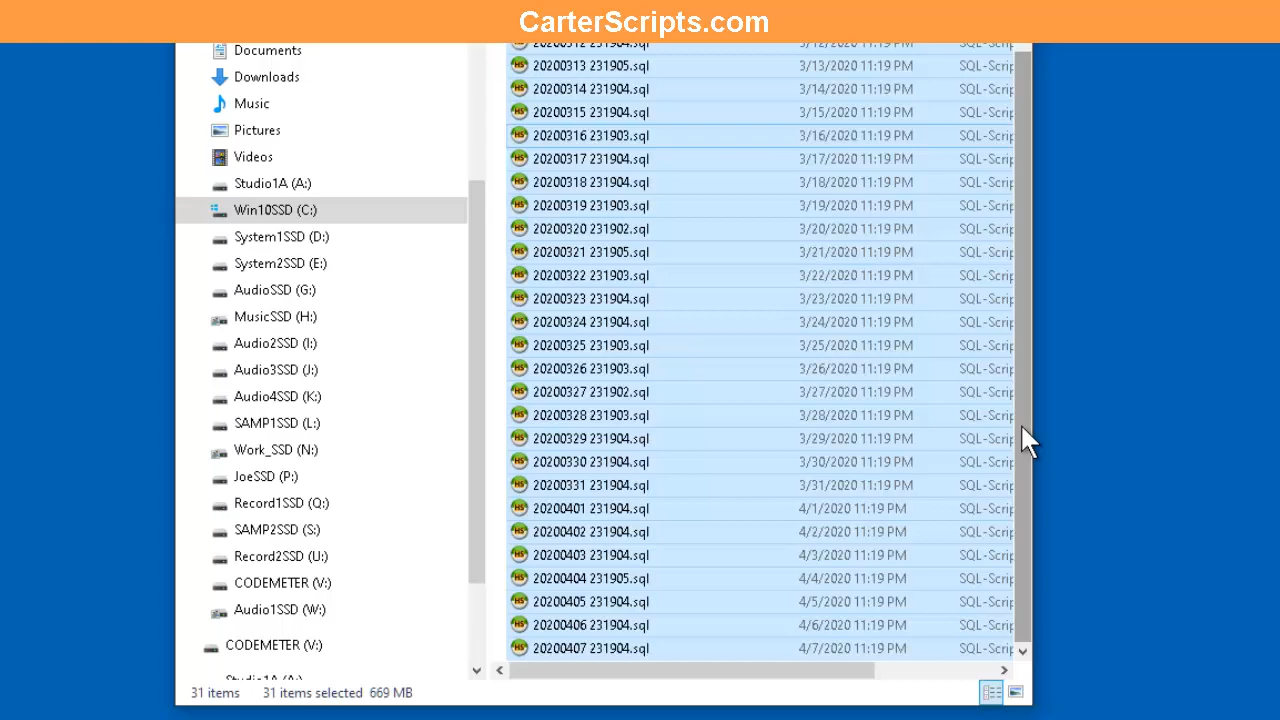 CarterScripts.com
Documents
Downloads
Music
Pictures
Videos
Studio1A (A:)
Win10SSD (C:)
System1SSD (D:)
System2SSD (E:)
AudioSSD (G:)
MusicSSD (H:)
Audio2SSD (I:)
Audio3SSD (J:)
Audio4SSD (K:)
SAMP1SSD (L:)
Work_SSD (N:)
JoeSSD (P:)
Record1SSD (Q:)
SAMP2SSD (S:)
Record2SSD (U:)
CODEMETER (V:)
Audio1SSD (W:)
CODEMETER (V:)
Studio1A (A:)
20200312 231904.sql 3/12/2020 11:19 PM SQL-Scrip
20200313 231905.sql 3/13/2020 11:19 PM SQL-Scrip
20200314 231904.sql 3/14/2020 11:19 PM SQL-Scrip
20200315 231904.sql 3/15/2020 11:19 PM SQL-Scrip
20200316 231903.sql 3/16/2020 11:19 PM SQL-Scrip
20200317 231904.sql 3/17/2020 11:19 PM SQL-Scrip
20200318 231904.sql 3/18/2020 11:19 PM SQL-Scrip
20200319 231903.sql 3/19/2020 11:19 PM SQL-Scrip
20200320 231902.sql 3/20/2020 11:19 PM SQL-Scrip
20200321 231905.sql 3/21/2020 11:19 PM SQL-Scrip
20200322 231903.sql 3/22/2020 11:19 PM SQL-Scrip
20200323 231904.sql 3/23/2020 11:19 PM SQL-Scrip
20200324 231904.sql 3/24/2020 11:19 PM SQL-Scrip
20200325 231903.sql 3/25/2020 11:19 PM SQL-Scrip
20200326 231903.sql 3/26/2020 11:19 PM SQL-Scrip
20200327 231902.sql 3/27/2020 11:19 PM SQL-Scrip
20200328 231903.sql 3/28/2020 11:19 PM SQL-Scrip
20200329 231904.sql 3/29/2020 11:19 PM SQL-Scrip
20200330 231904.sql 3/30/2020 11:19 PM SQL-Scrip
20200331 231904.sql 3/31/2020 11:19 PM SQL-Scrip
20200401 231904.sql 4/1/2020 11:19 PM SQL-Scrip
20200402 231904.sql 4/2/2020 11:19 PM SQL-Scrip
20200403 231904.sql 4/3/2020 11:19 PM SQL-Scrip
20200404 231905.sql 4/4/2020 11:19 PM SQL-Scrip
20200405 231904.sql 4/5/2020 11:19 PM SQL-Scrip
20200406 231904.sql 4/6/2020 11:19 PM SQL-Scrip
20200407 231904.sql 4/7/2020 11:19 PM SQL-Scrip
31 items 31 items selected 669 MB